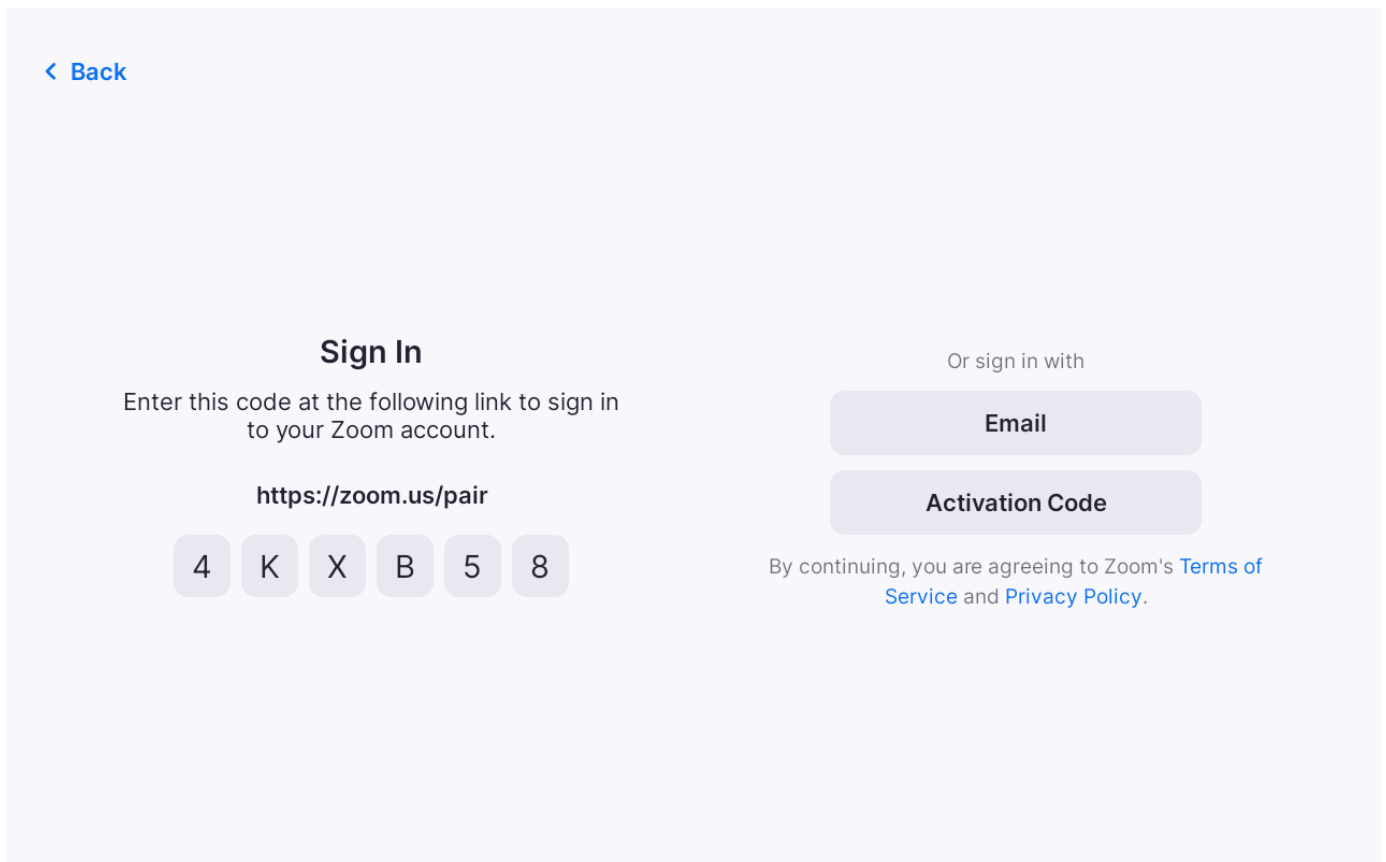 Back
Sign In
Enter this code at the following link to sign in
to your Zoom account.
https://zoom.us/pair
4 K X B 5 8
Or sign in with
Email
Activation Code
By continuing, you are agreeing to Zoom's Terms of
Service and Privacy Policy.